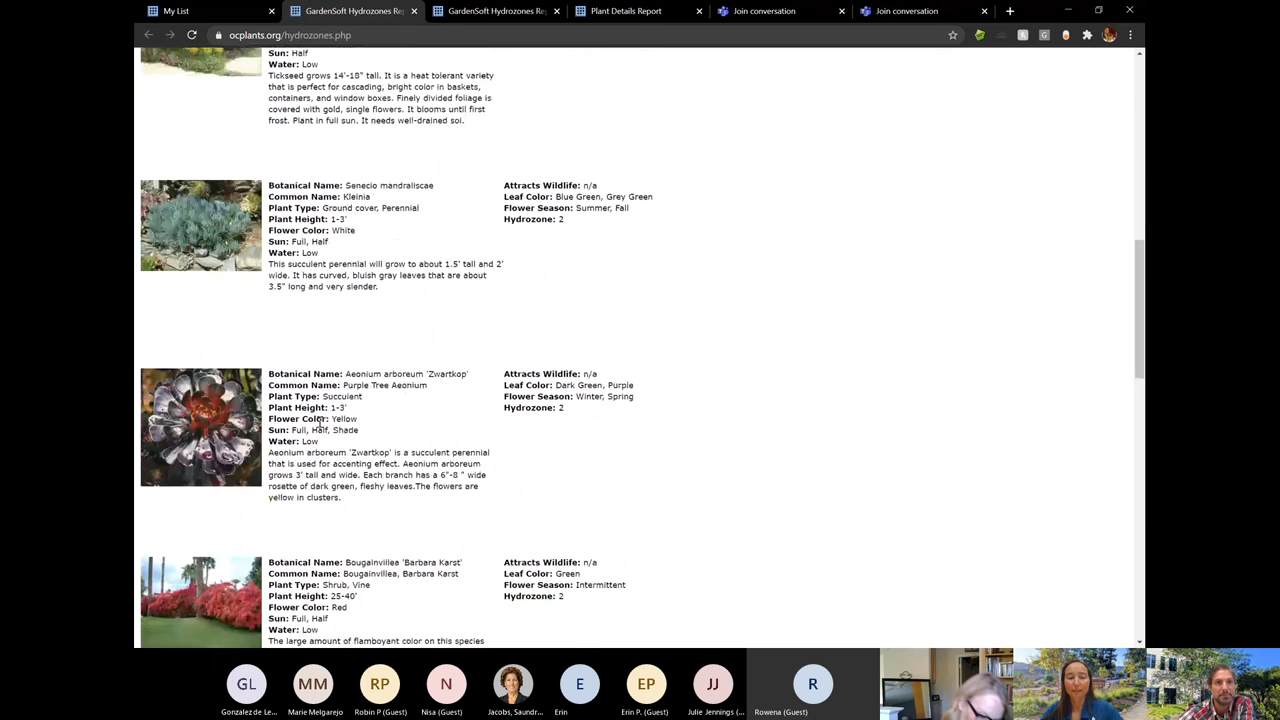 My List
GardenSoft Hydrozones Re
GardenSoft Hydrozones Re
Plant Details Report
Join conversation
Join conversation
ocplants.org/hydrozones.php
Sun: Half
Water: Low
Tickseed grows 14'-18" tall. It is a heat tolerant variety
that is perfect for cascading, bright color in baskets,
containers, and window boxes. Finely divided foliage is
covered with gold, single flowers. It blooms until first
frost. Plant in full sun. It needs well-drained soi.
Botanical Name: Senecio mandraliscae
Common Name: Kleinia
Plant Type: Ground cover, Perennial
Plant Height: 1-3'
Flower Color: White
Sun: Full, Half
Water: Low
This succulent perennial will grow to about 1.5' tall and 2'
wide. It has curved, bluish gray leaves that are about
3.5" long and very slender.
Attracts Wildlife: n/a
Leaf Color: Blue Green, Grey Green
Flower Season: Summer, Fall
Hydrozone: 2
Botanical Name: Aeonium arboreum 'Zwartkop'
Common Name: Purple Tree Aeonium
Plant Type: Succulent
Plant Height: 1-3'
Flower Color: Yellow
Sun: Full, Half, Shade
Water: Low
Aeonium arboreum 'Zwartkop' is a succulent perennial
that is used for accenting effect. Aeonium arboreum
grows 3' tall and wide. Each branch has a 6"-8 " wide
rosette of dark green, fleshy leaves.The flowers are
yellow in clusters.
Attracts Wildlife: n/a
Leaf Color: Dark Green, Purple
Flower Season: Winter, Spring
Hydrozone: 2
Botanical Name: Bougainvillea 'Barbara Karst'
Common Name: Bougainvillea, Barbara Karst
Plant Type: Shrub, Vine
Plant Height: 25-40'
Flower Color: Red
Sun: Full, Half
Water: Low
The large amount of flamboyant color on this species
Attracts Wildlife: n/a
Leaf Color: Green
Flower Season: Intermittent
Hydrozone: 2
GL
MM
RP
N
E
EP
JJ
R
Gonzalez de Le...
Marie Melgarejo
Robin P (Guest)
Nisa (Guest)
Jacobs, Saundr...
Erin
Erin P. (Guest)
Julie Jennings (...
Rowena (Guest)